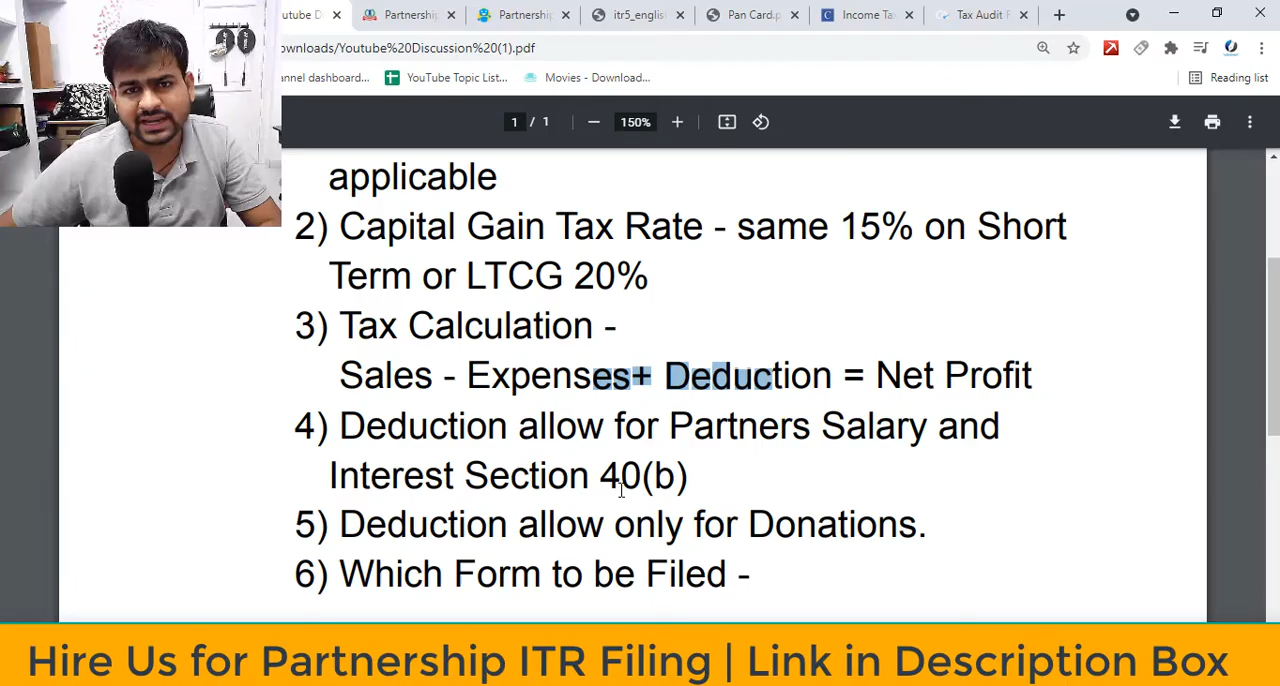 utube D
Partnership
Partnership
itr5_englis
Pan Card.p
Income Ta
Tax Audit F
ownloads/Youtube%20Discussion%20(1).pdf
annel dashboard...
YouTube Topic List...
Movies - Download...
Reading list
1 / 1
150%
applicable
2) Capital Gain Tax Rate - same 15% on Short
Term or LTCG 20%
3) Tax Calculation -
Sales - Expenses+ Deduction = Net Profit
4) Deduction allow for Partners Salary and
Interest Section 40(b)
5) Deduction allow only for Donations.
6) Which Form to be Filed -
Hire Us for Partnership ITR Filing | Link in Description Box